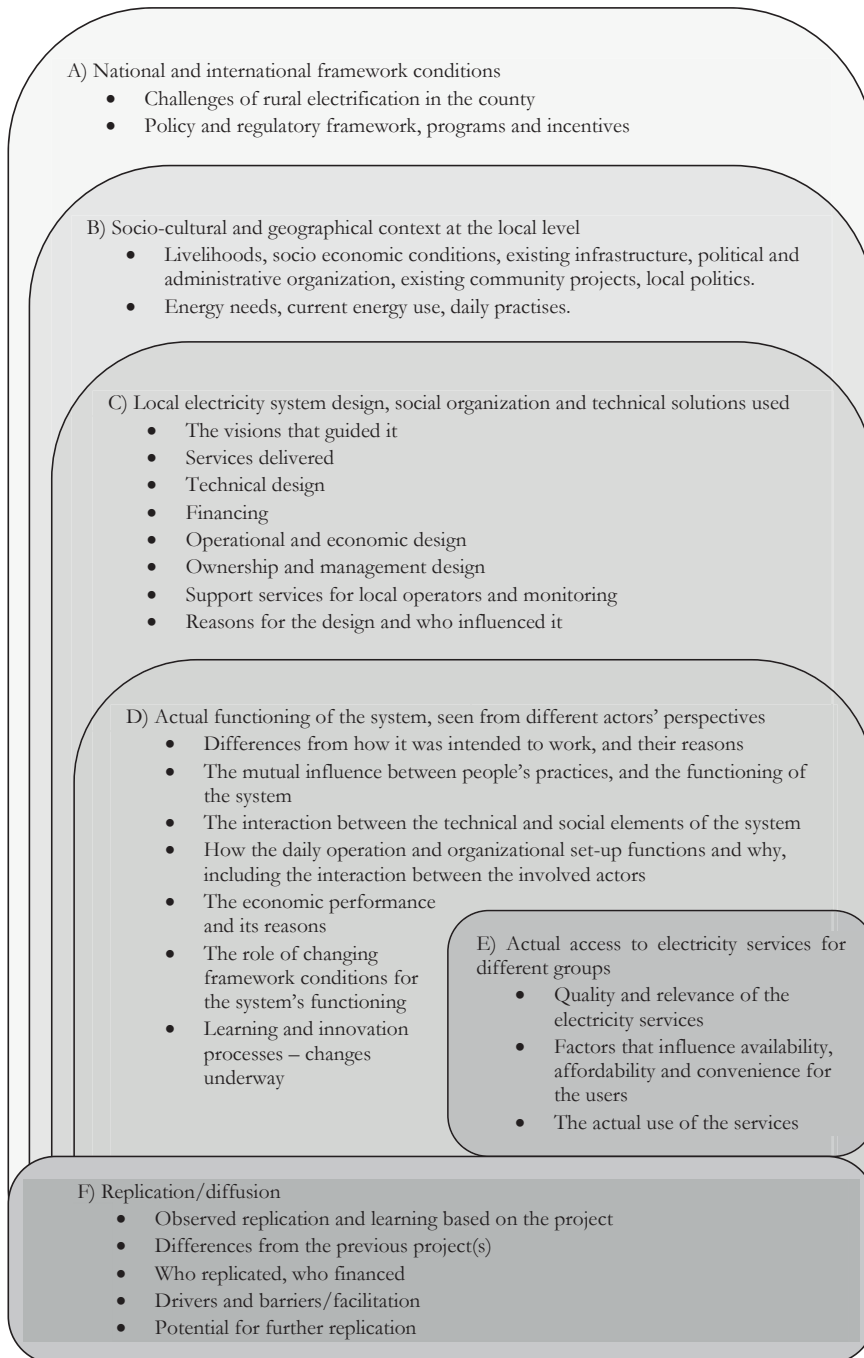 A) National and international framework conditions
• Challenges of rural electrification in the county
• Policy and regulatory framework, programs and incentives
B) Socio-cultural and geographical context at the local level
• Livelihoods, socio economic conditions, existing infrastructure, political and
administrative organization, existing community projects, local politics.
• Energy needs, current energy use, daily practises.
C) Local electricity system design, social organization and technical solutions used
• The visions that guided it
• Services delivered
• Technical design
• Financing
• Operational and economic design
• Ownership and management design
• Support services for local operators and monitoring
• Reasons for the design and who influenced it
D) Actual functioning of the system, seen from different actors’ perspectives
• Differences from how it was intended to work, and their reasons
• The mutual influence between people’s practices, and the functioning of
the system
• The interaction between the technical and social elements of the system
• How the daily operation and organizational set-up functions and why,
including the interaction between the involved actors
• The economic performance
and its reasons
• The role of changing
framework conditions for
the system’s functioning
• Learning and innovation
processes – changes
underway
E) Actual access to electricity services for
different groups
• Quality and relevance of the
electricity services
• Factors that influence availability,
affordability and convenience for
the users
• The actual use of the services
F) Replication/diffusion
• Observed replication and learning based on the project
• Differences from the previous project(s)
• Who replicated, who financed
• Drivers and barriers/facilitation
• Potential for further replication